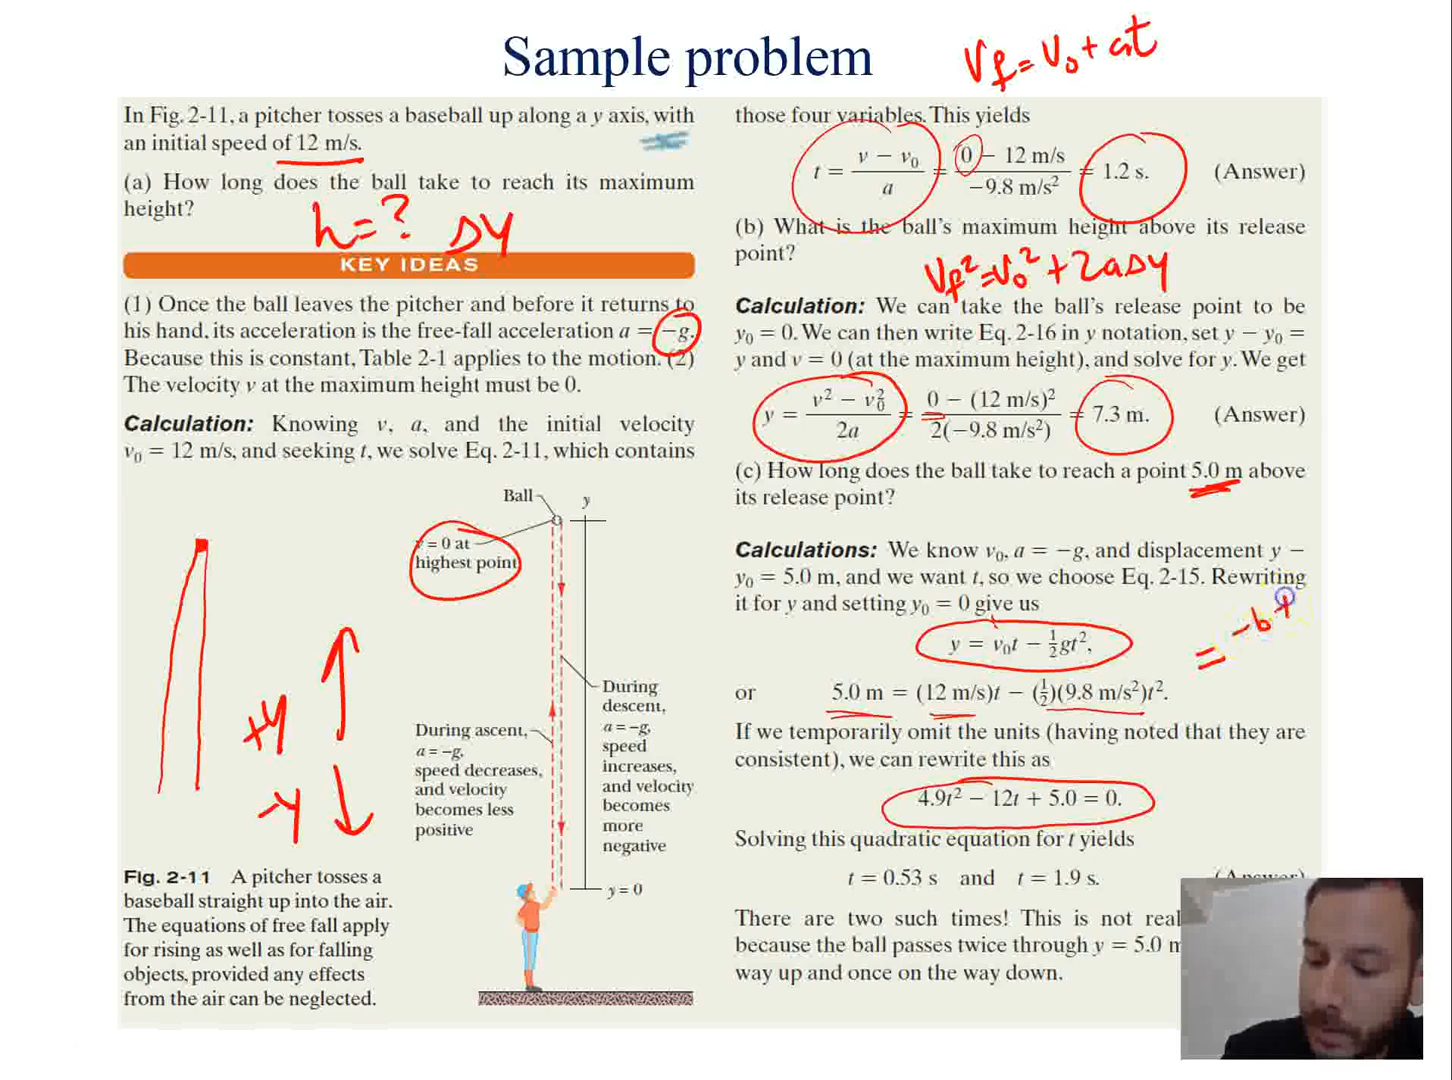 Sample problem
Vf = V0 + at
In Fig. 2-11, a pitcher tosses a baseball up along a y axis, with
an initial speed of 12 m/s.
(a) How long does the ball take to reach its maximum
height?
h = ? Δy
KEY IDEAS
(1) Once the ball leaves the pitcher and before it returns to
his hand, its acceleration is the free-fall acceleration a = −g.
Because this is constant, Table 2-1 applies to the motion. (2)
The velocity v at the maximum height must be 0.
Calculation: Knowing v, a, and the initial velocity
v₀ = 12 m/s, and seeking t, we solve Eq. 2-11, which contains
Ball
y
v = 0 at
highest point
During ascent,
a = −g,
speed decreases,
and velocity
becomes less
positive
During
descent,
a = −g,
speed
increases,
and velocity
becomes
more
negative
y = 0
+y
-y
Fig. 2-11 A pitcher tosses a
baseball straight up into the air.
The equations of free fall apply
for rising as well as for falling
objects, provided any effects
from the air can be neglected.
those four variables. This yields
t = (v − v₀)/a = (0 − 12 m/s)/(−9.8 m/s²) = 1.2 s. (Answer)
(b) What is the ball's maximum height above its release
point?
Vf² = V0² + 2aΔy
Calculation: We can take the ball's release point to be
y₀ = 0. We can then write Eq. 2-16 in y notation, set y − y₀ =
y and v = 0 (at the maximum height), and solve for y. We get
y = (v² − v₀²)/2a = (0 − (12 m/s)²)/(2(−9.8 m/s²)) = 7.3 m. (Answer)
(c) How long does the ball take to reach a point 5.0 m above
its release point?
Calculations: We know v₀, a = −g, and displacement y −
y₀ = 5.0 m, and we want t, so we choose Eq. 2-15. Rewriting
it for y and setting y₀ = 0 give us
y = v₀t − ½gt²,
= -b +
or 5.0 m = (12 m/s)t − (½)(9.8 m/s²)t².
If we temporarily omit the units (having noted that they are
consistent), we can rewrite this as
4.9t² − 12t + 5.0 = 0.
Solving this quadratic equation for t yields
t = 0.53 s and t = 1.9 s. (Answer)
There are two such times! This is not real
because the ball passes twice through y = 5.0
way up and once on the way down.